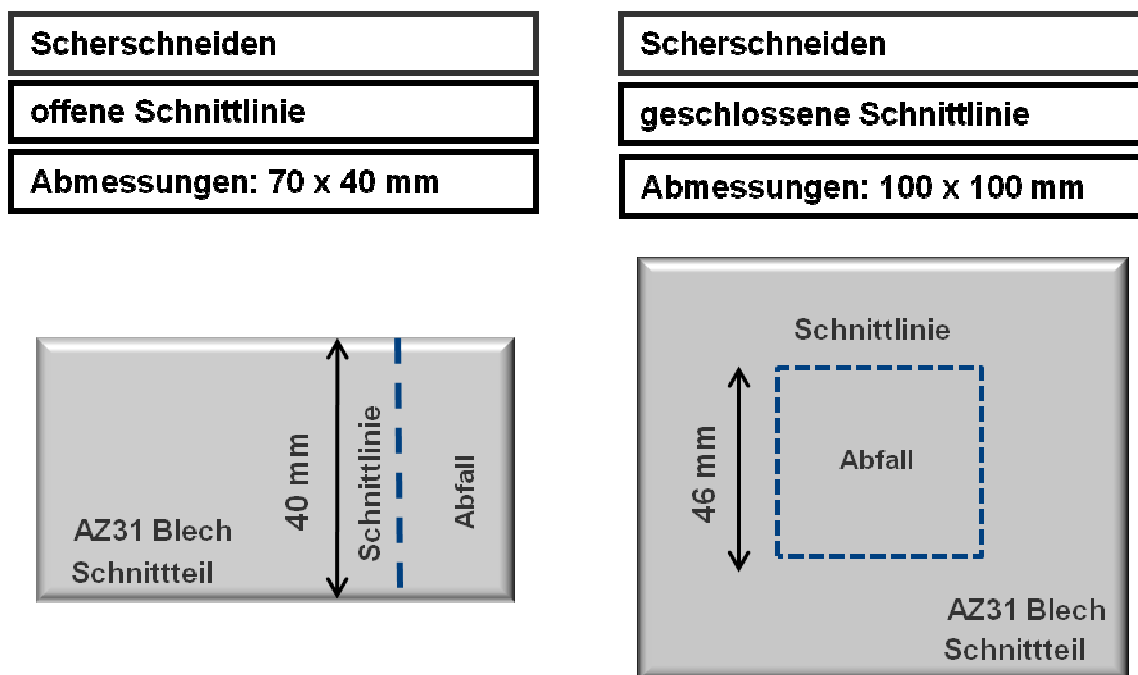 Scherschneiden
offene Schnittlinie
Abmessungen: 70 x 40 mm
40 mm
Schnittlinie
Abfall
AZ31 Blech
Schnittteil
Scherschneiden
geschlossene Schnittlinie
Abmessungen: 100 x 100 mm
Schnittlinie
46 mm
Abfall
AZ31 Blech
Schnittteil